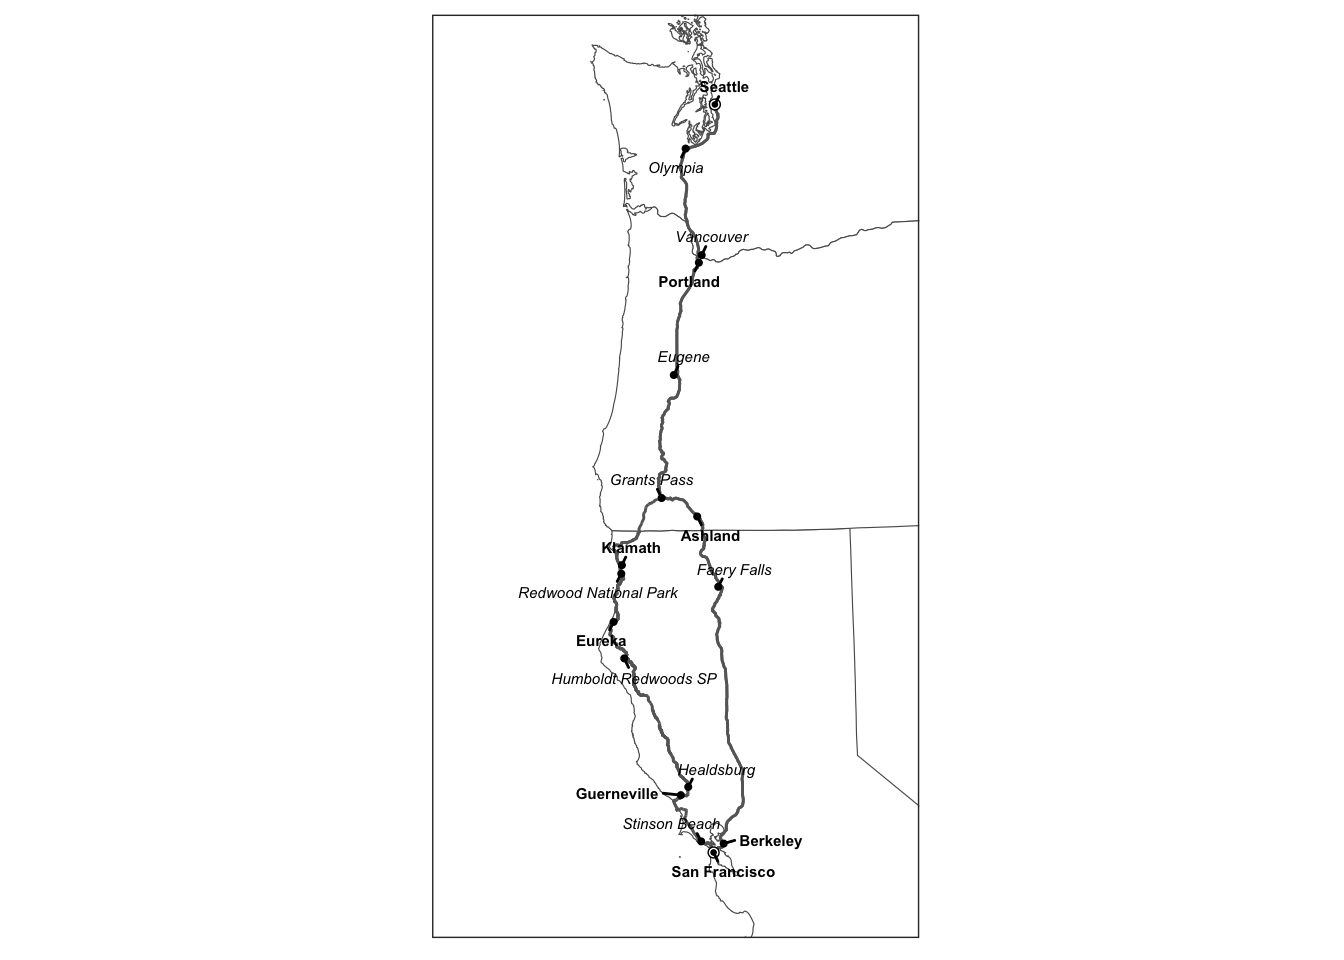 Seattle
Olympia
Vancouver
Portland
Eugene
Grants Pass
Ashland
Klamath
Faery Falls
Redwood National Park
Eureka
Humboldt Redwoods SP
Healdsburg
Guerneville
Stinson Beach
Berkeley
San Francisco